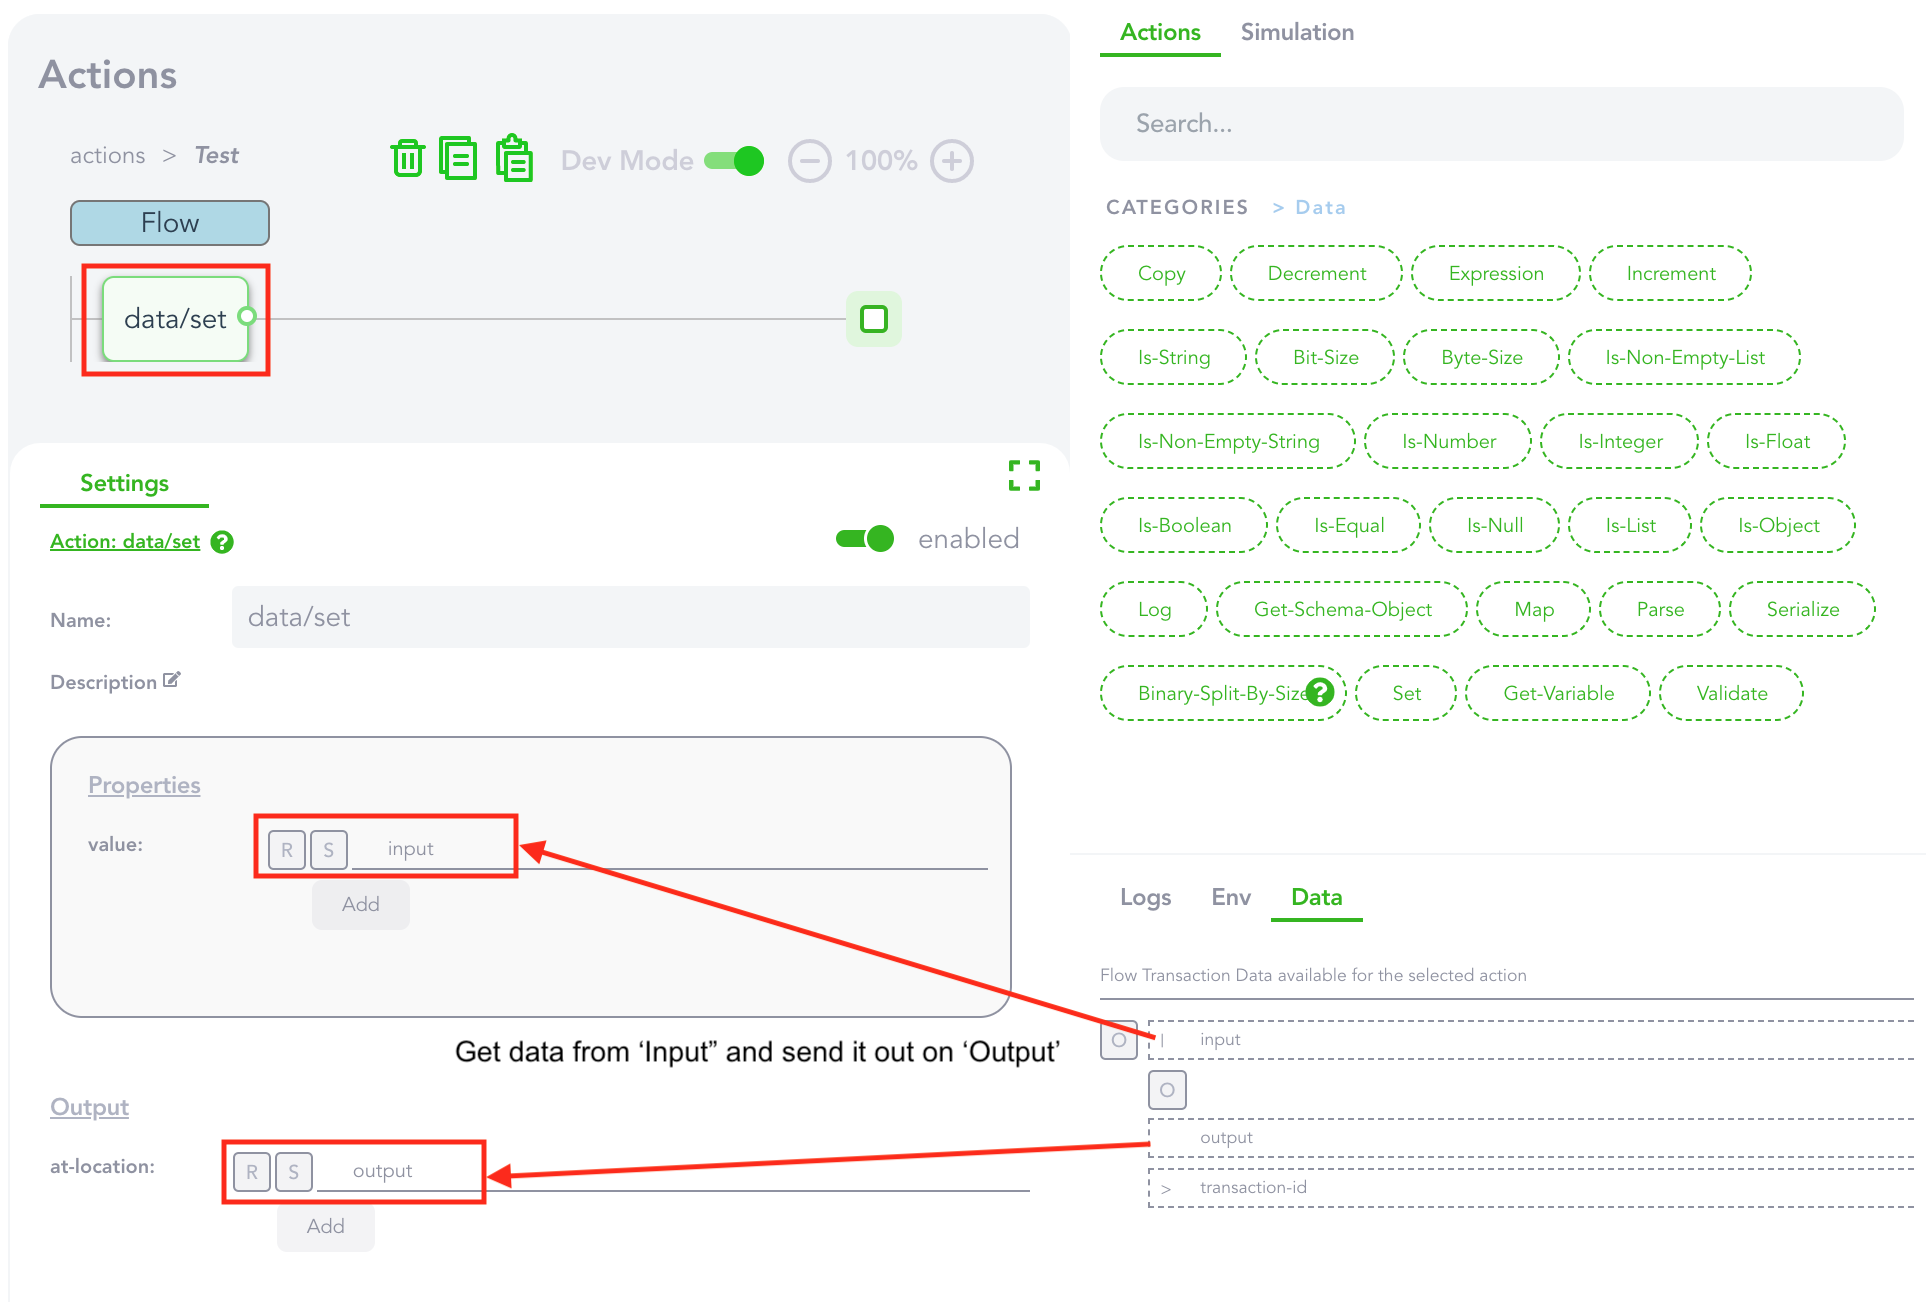 Actions
actions > Test
Dev Mode
100%
Flow
data/set
Settings
Action: data/set ?
enabled
Name:
data/set
Description
Properties
value:
R S input
Add
Get data from ‘Input” and send it out on ‘Output’
Output
at-location:
R S output
Add
Actions Simulation
Search...
CATEGORIES > Data
Copy Decrement Expression Increment
Is-String Bit-Size Byte-Size Is-Non-Empty-List
Is-Non-Empty-String Is-Number Is-Integer Is-Float
Is-Boolean Is-Equal Is-Null Is-List Is-Object
Log Get-Schema-Object Map Parse Serialize
Binary-Split-By-Size ? Set Get-Variable Validate
Logs Env Data
Flow Transaction Data available for the selected action
O | input
O
output
> transaction-id